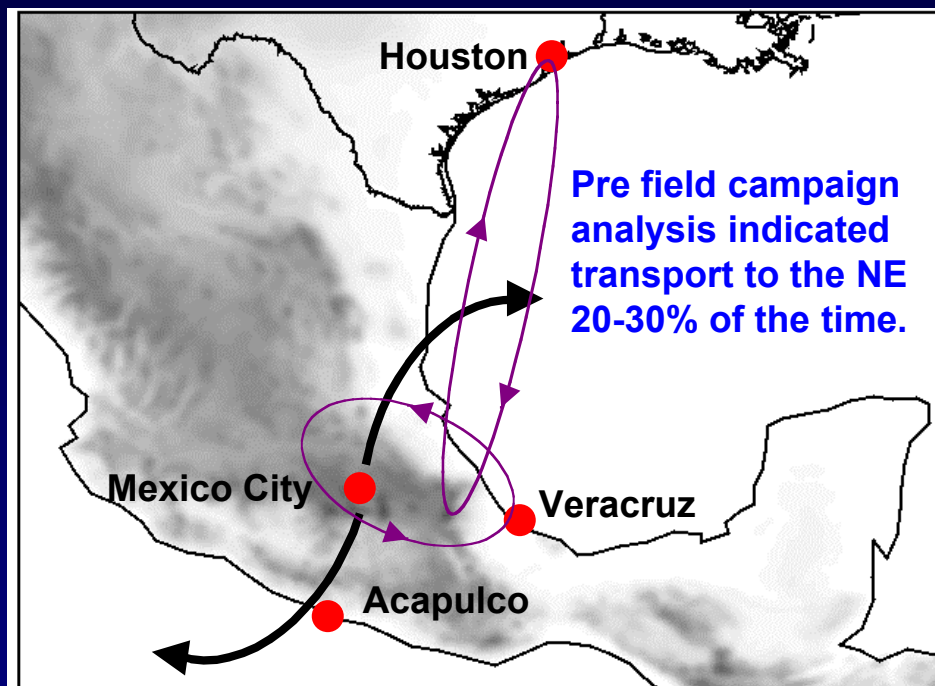 Houston
Pre field campaign
analysis indicated
transport to the NE
20-30% of the time.
Mexico City
Veracruz
Acapulco